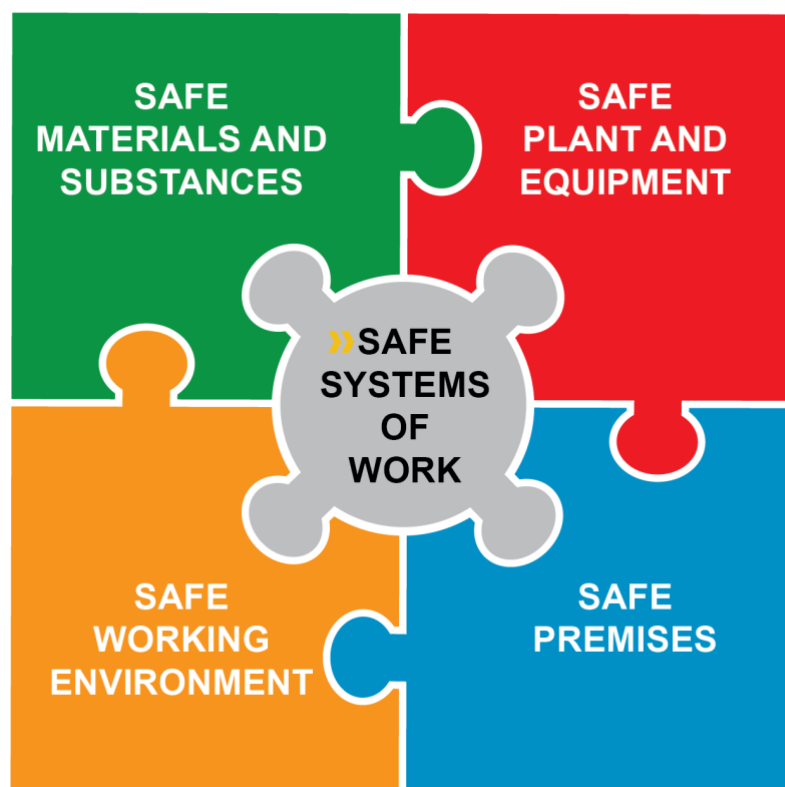 SAFE
MATERIALS AND
SUBSTANCES
SAFE
PLANT AND
EQUIPMENT
»SAFE
SYSTEMS
OF
WORK
SAFE
WORKING
ENVIRONMENT
SAFE
PREMISES